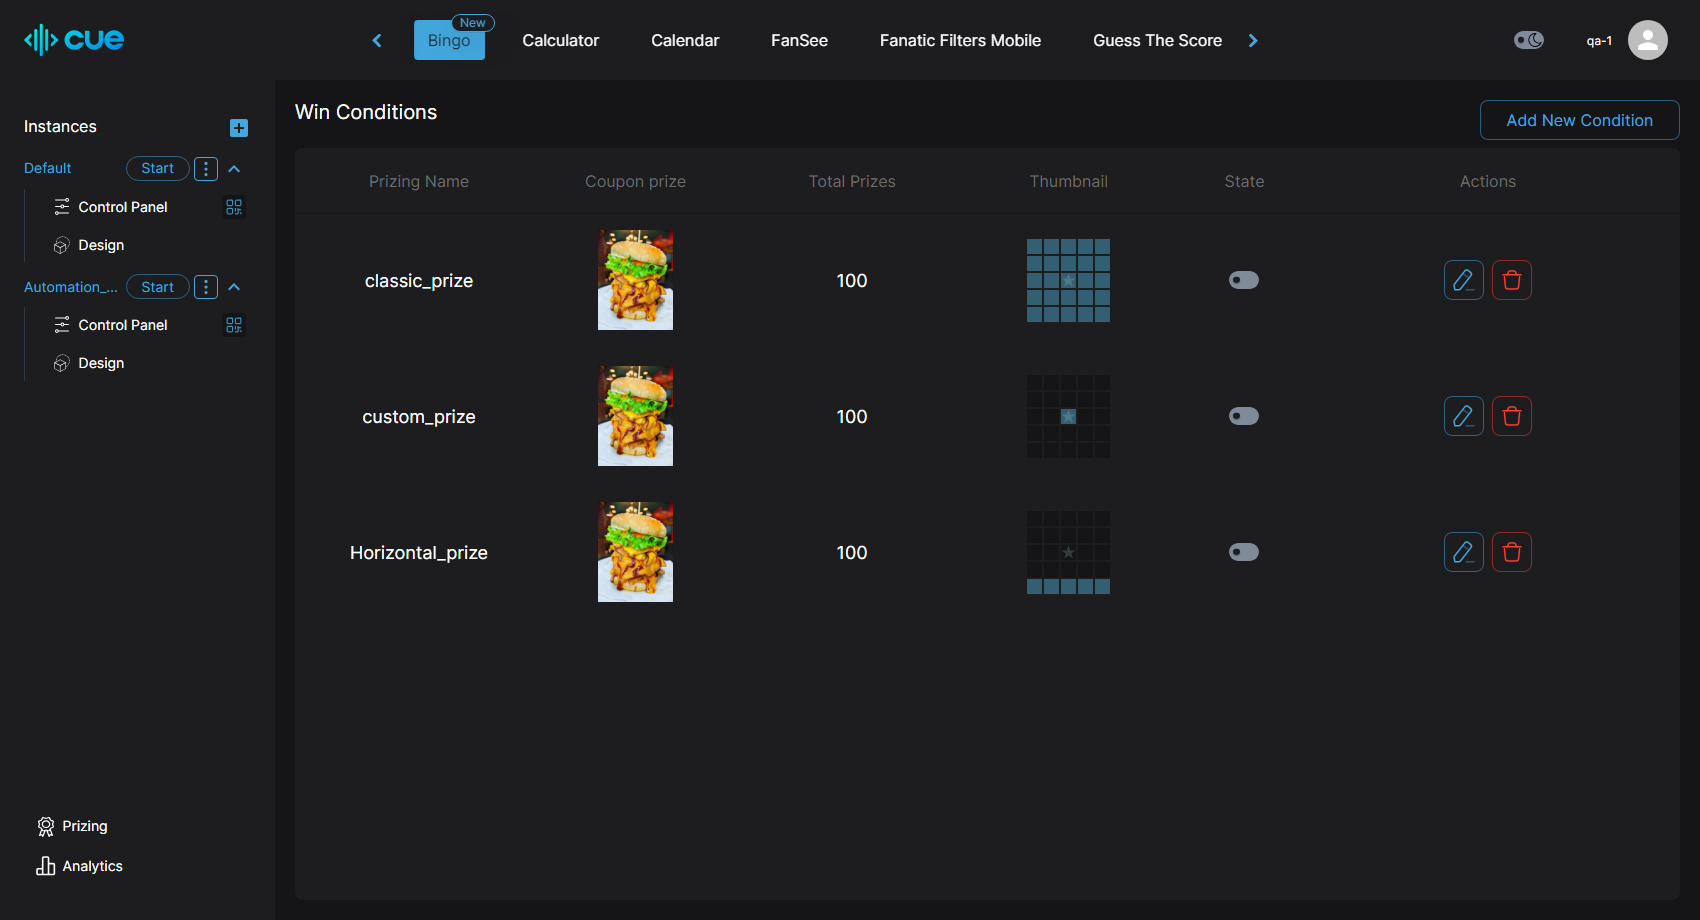 cue
New
Bingo
Calculator
Calendar
FanSee
Fanatic Filters Mobile
Guess The Score
qa-1
Instances
Default
Start
Control Panel
Design
Automation_...
Start
Control Panel
Design
Prizing
Analytics
Win Conditions
Add New Condition
Prizing Name Coupon prize Total Prizes Thumbnail State Actions
classic_prize 100
custom_prize 100
Horizontal_prize 100